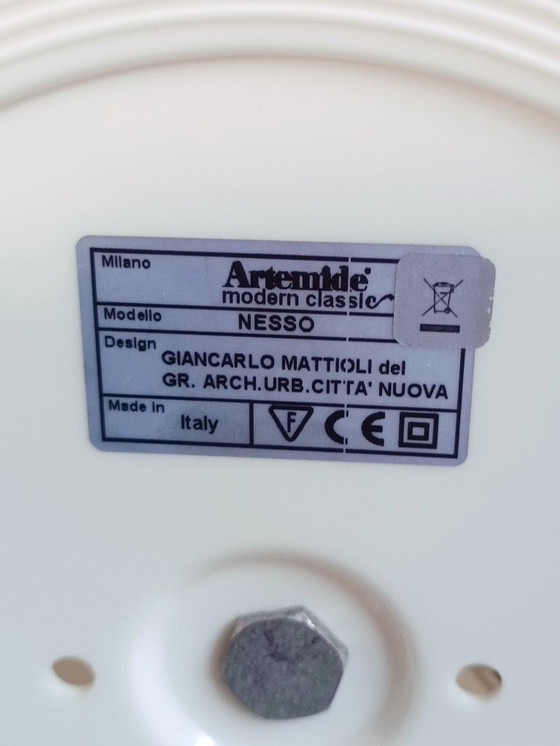 Milano
Artemide®
modern classic
Modello
NESSO
Design
GIANCARLO MATTIOLI del
GR. ARCH.URB.CITTA' NUOVA
Made In
Italy
F CE